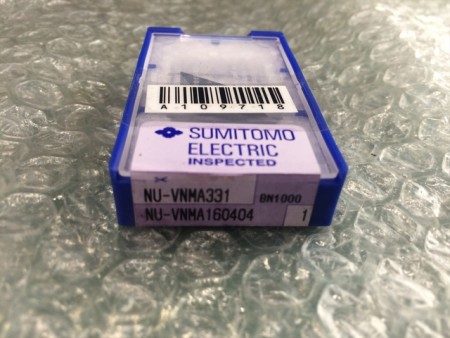 A109718
SUMITOMO
ELECTRIC
INSPECTED
NU-VNMA331 BN1000
NU-VNMA160404 1